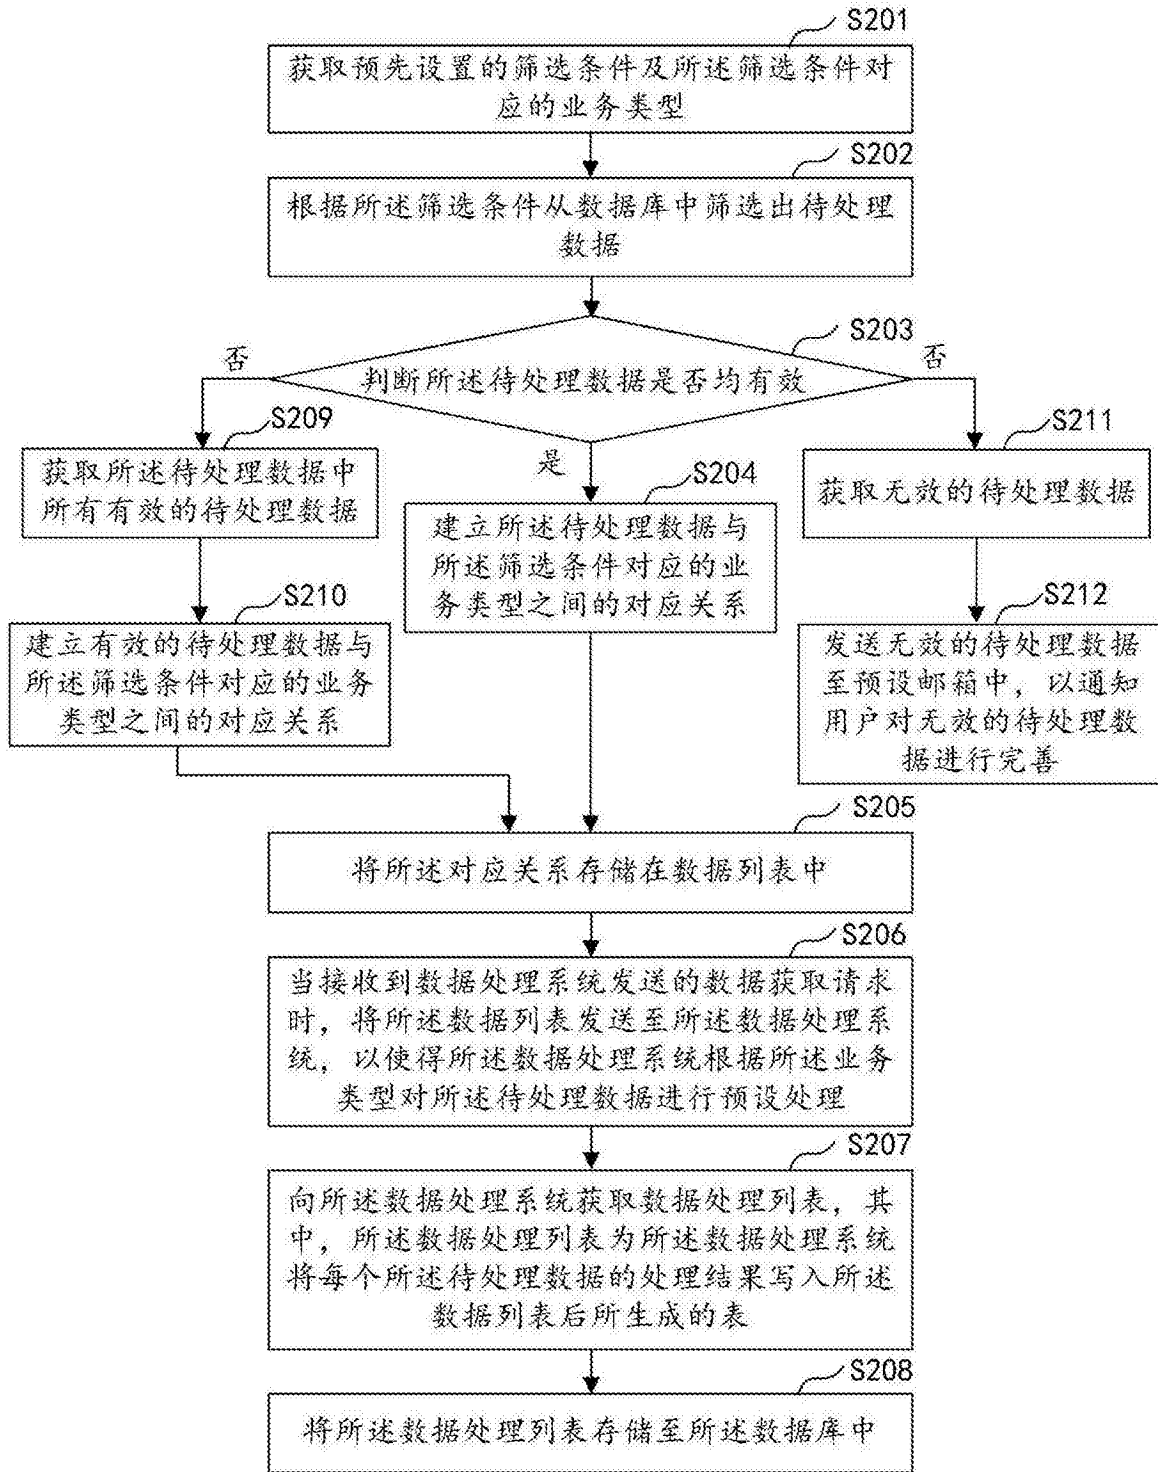 S201
获取预先设置的筛选条件及所述筛选条件对
应的业务类型
S202
根据所述筛选条件从数据库中筛选出待处理
数据
S203
否
判断所述待处理数据是否均有效
否
S209
获取所述待处理数据中
所有有效的待处理数据
是
S204
建立所述待处理数据与
所述筛选条件对应的业
务类型之间的对应关系
S211
获取无效的待处理数据
S210
建立有效的待处理数据与
所述筛选条件对应的业务
类型之间的对应关系
S212
发送无效的待处理数据
至预设邮箱中，以通知
用户对无效的待处理数
据进行完善
S205
将所述对应关系存储在数据列表中
S206
当接收到数据处理系统发送的数据获取请求
时，将所述数据列表发送至所述数据处理系
统，以使得所述数据处理系统根据所述业务
类型对所述待处理数据进行预设处理
S207
向所述数据处理系统获取数据处理列表，其
中，所述数据处理列表为所述数据处理系统
将每个所述待处理数据的处理结果写入所述
数据列表后所生成的表
S208
将所述数据处理列表存储至所述数据库中